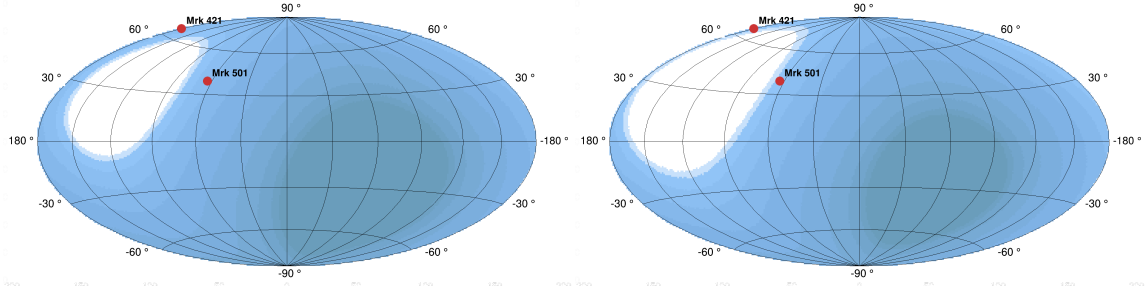 90 °
Mrk 421
60 ° 60 °
Mrk 501
30 ° 30 °
180 ° -180 °
-30 ° -30 °
-60 ° -60 °
-90 °
90 °
Mrk 421
60 ° 60 °
Mrk 501
30 ° 30 °
180 ° -180 °
-30 ° -30 °
-60 ° -60 °
-90 °